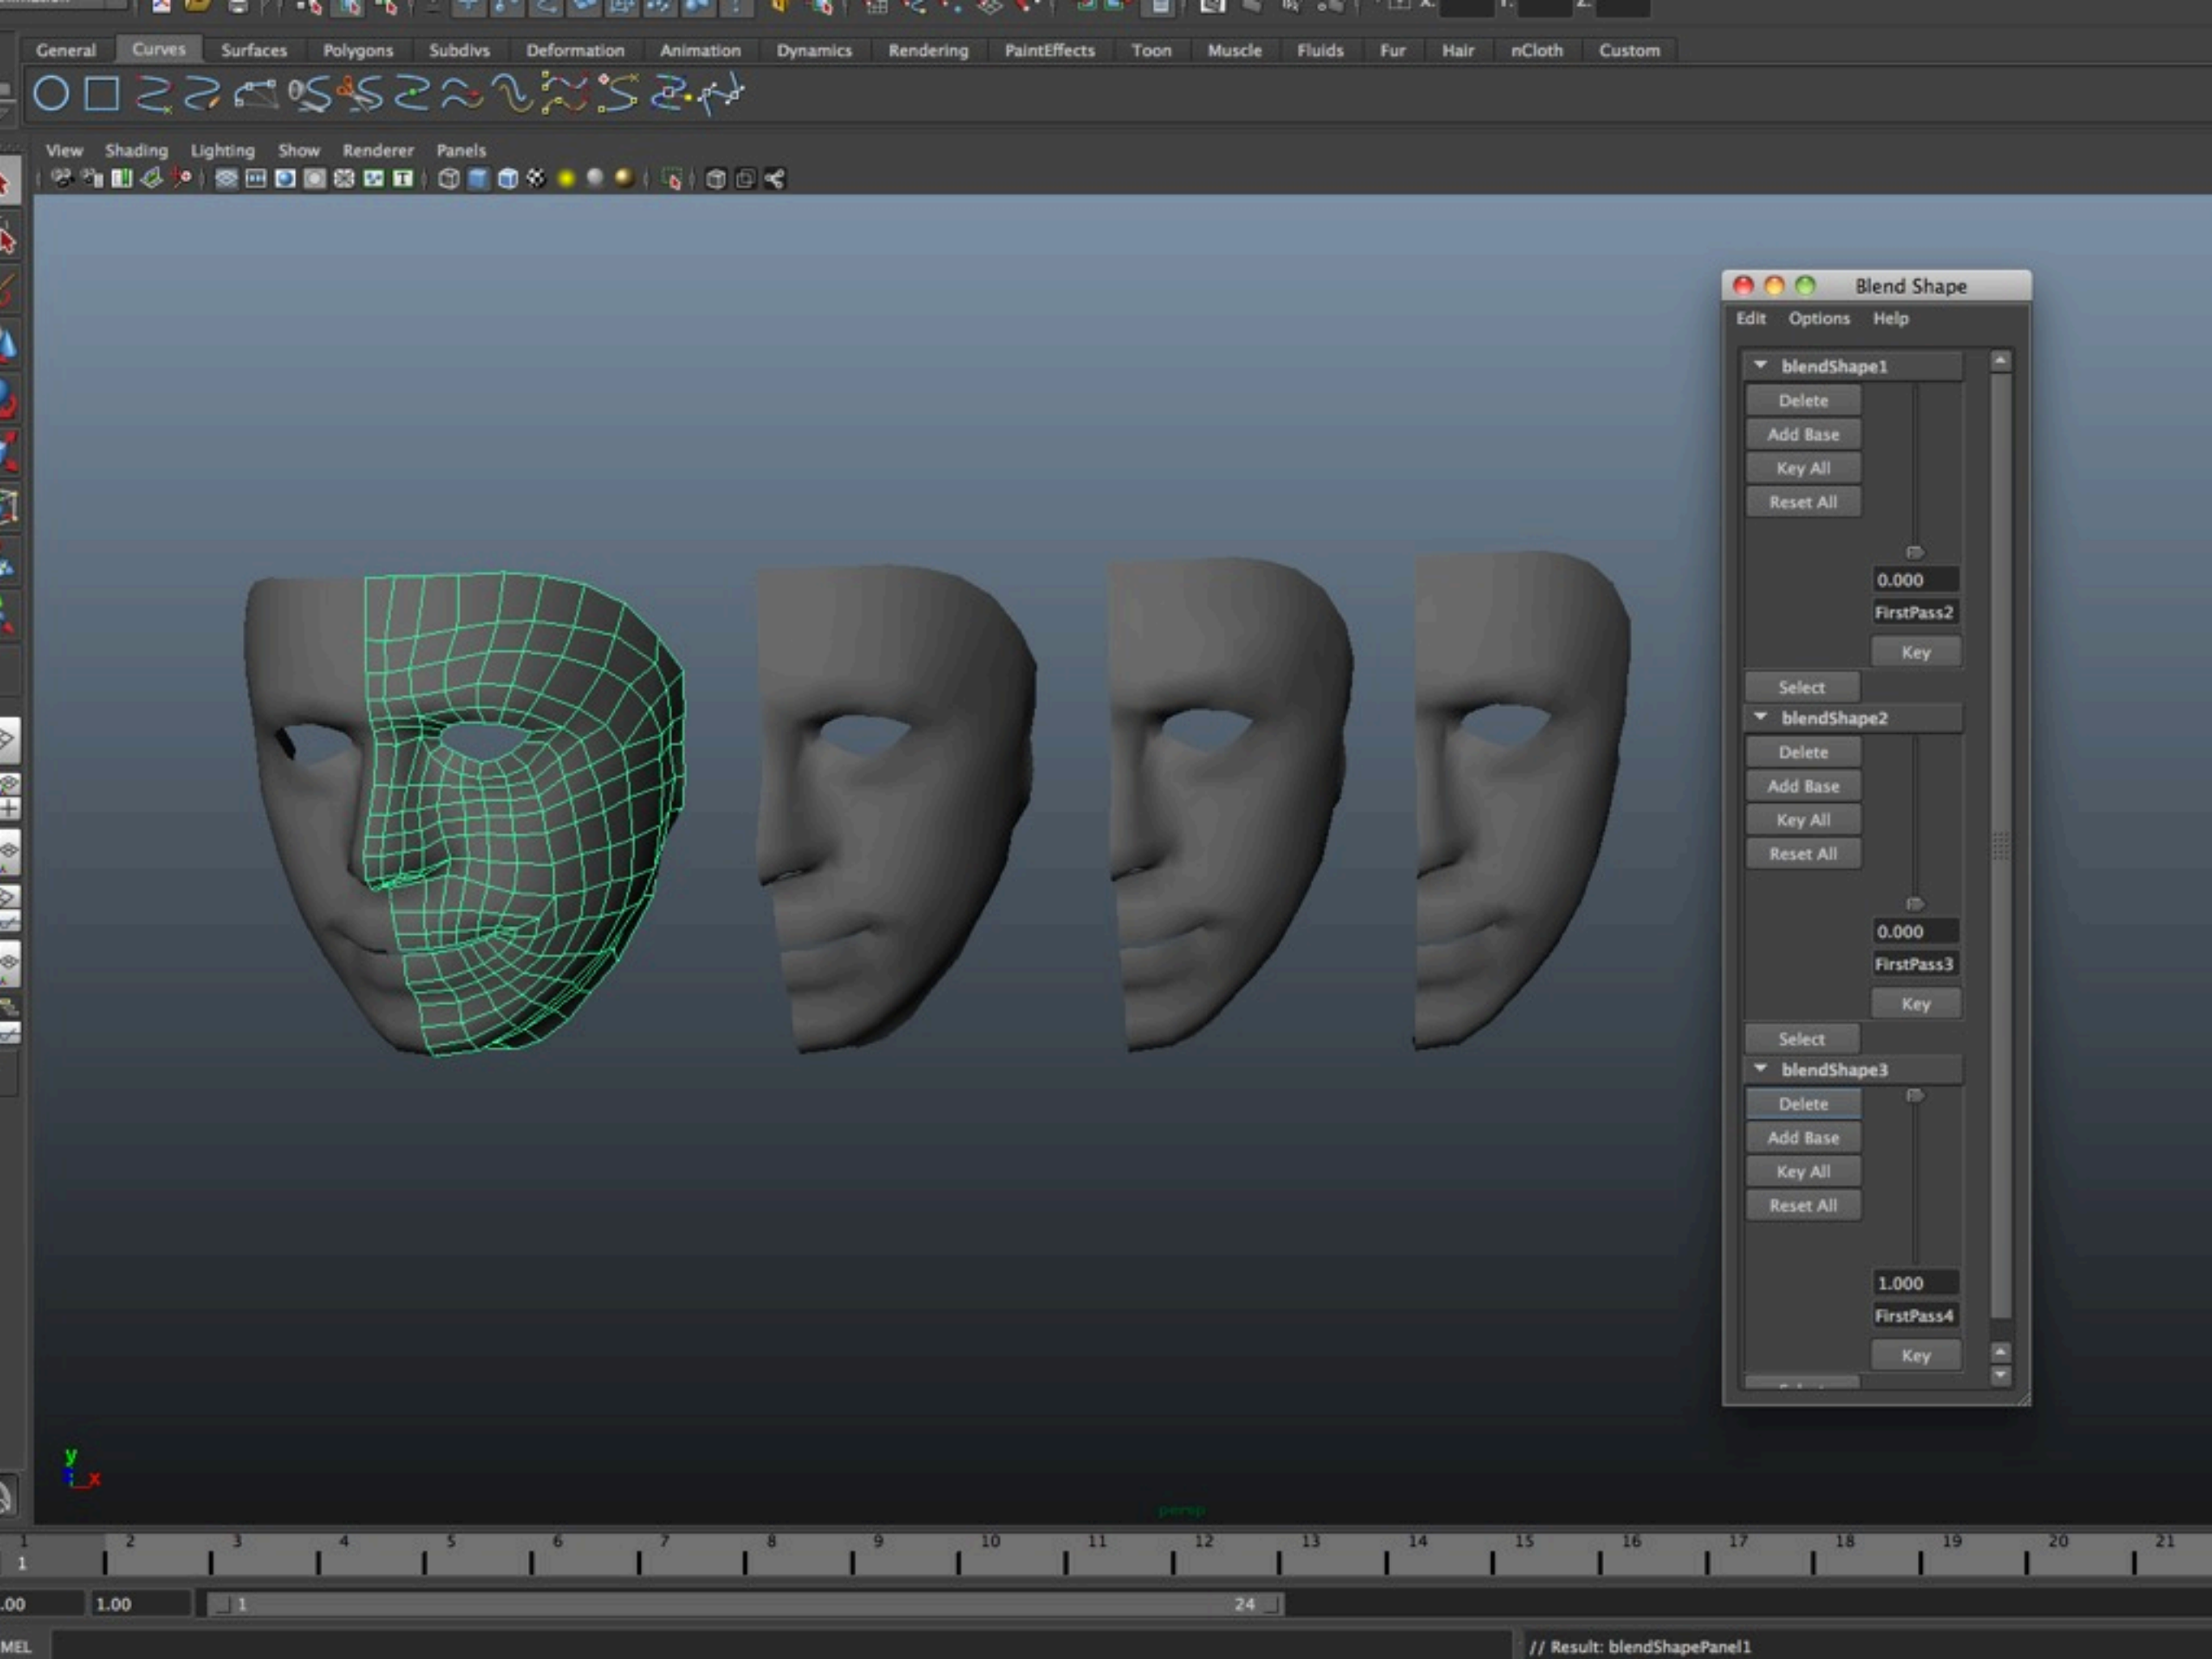 X:
Y:
Z:
General Curves Surfaces Polygons Subdivs Deformation Animation Dynamics Rendering PaintEffects Toon Muscle Fluids Fur Hair nCloth Custom
View Shading Lighting Show Renderer Panels
Blend Shape
Edit Options Help
blendShape1
Delete
Add Base
Key All
Reset All
0.000
FirstPass2
Key
Select
blendShape2
Delete
Add Base
Key All
Reset All
0.000
FirstPass3
Key
Select
blendShape3
Delete
Add Base
Key All
Reset All
1.000
FirstPass4
Key
y
x
persp
1 2 3 4 5 6 7 8 9 10 11 12 13 14 15 16 17 18 19 20 21
1
.00 1.00 1 24
MEL // Result: blendShapePanel1